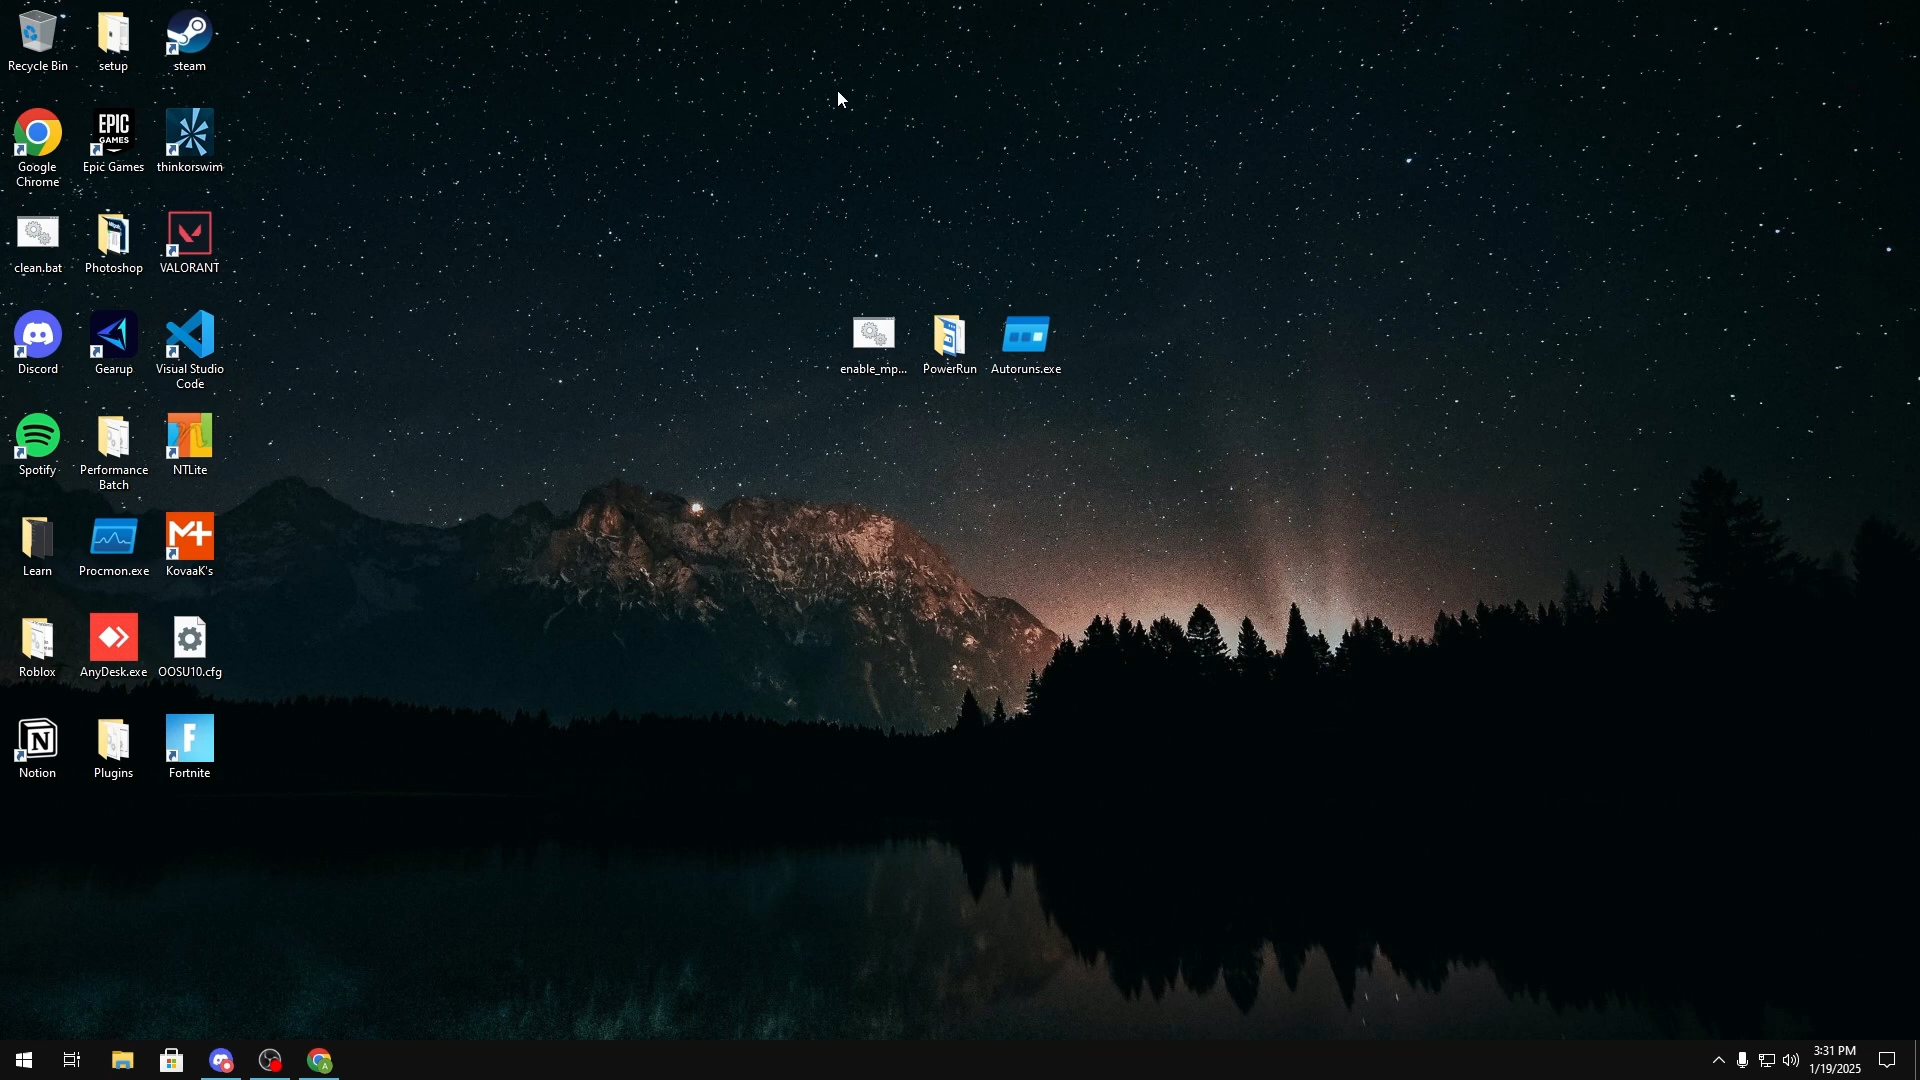 Recycle Bin
setup
steam
Google
Chrome
EPIC
GAMES
Epic Games
thinkorswim
clean.bat
Photoshop
VALORANT
Discord
Gearup
Visual Studio
Code
Spotify
Performance
Batch
NTLite
Learn
Procmon.exe
KovaaK's
Roblox
AnyDesk.exe
OOSU10.cfg
Notion
Plugins
Fortnite
enable_mp...
PowerRun
Autoruns.exe
3:31 PM
1/19/2025